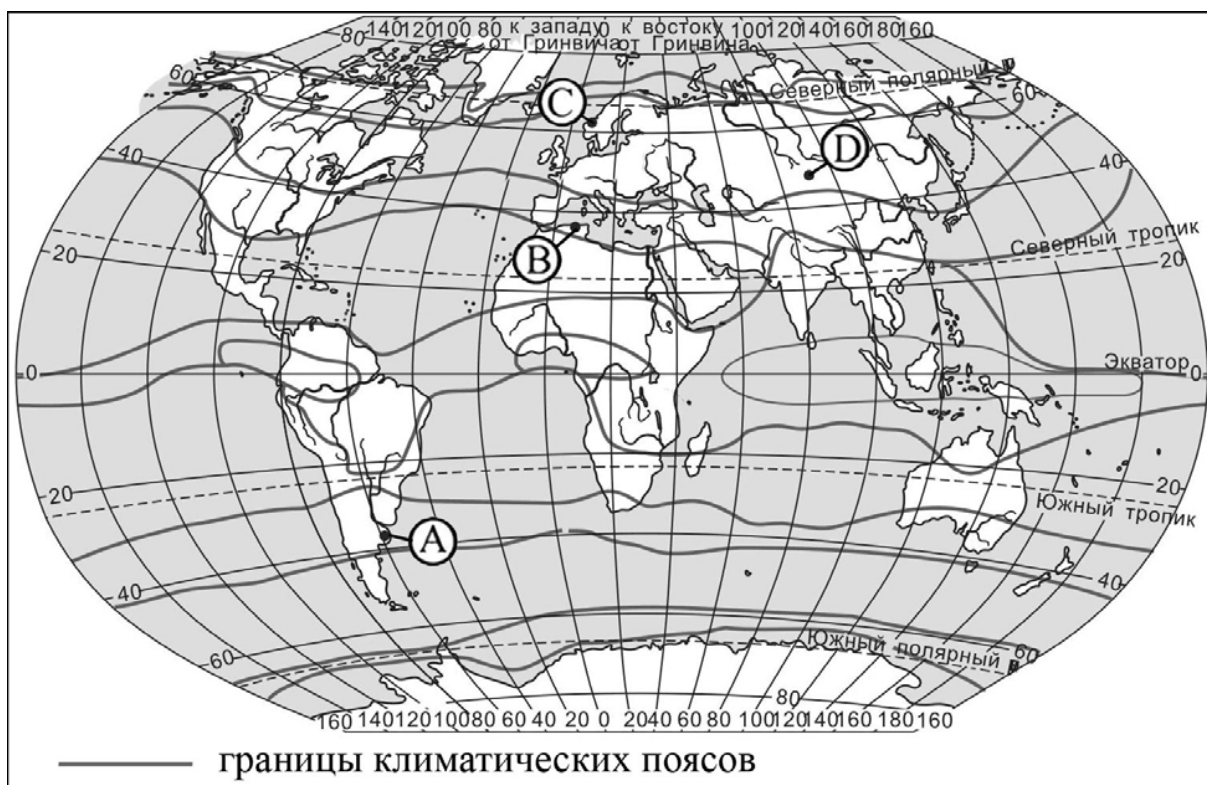 140 120 100 80 к западу 0 к востоку 100 120 140 160 180 160
от Гринвича от Гринвича
80
60
Северный полярный
60
C
D
40
40
B
Северный тропик
20
20
Экватор
0
0
20
20
Южный тропик
A
40
40
60
60
Южный полярный
80
160 140 120 100 80 60 40 20 0 20 40 60 80 100 120 140 160 180 160
границы климатических поясов